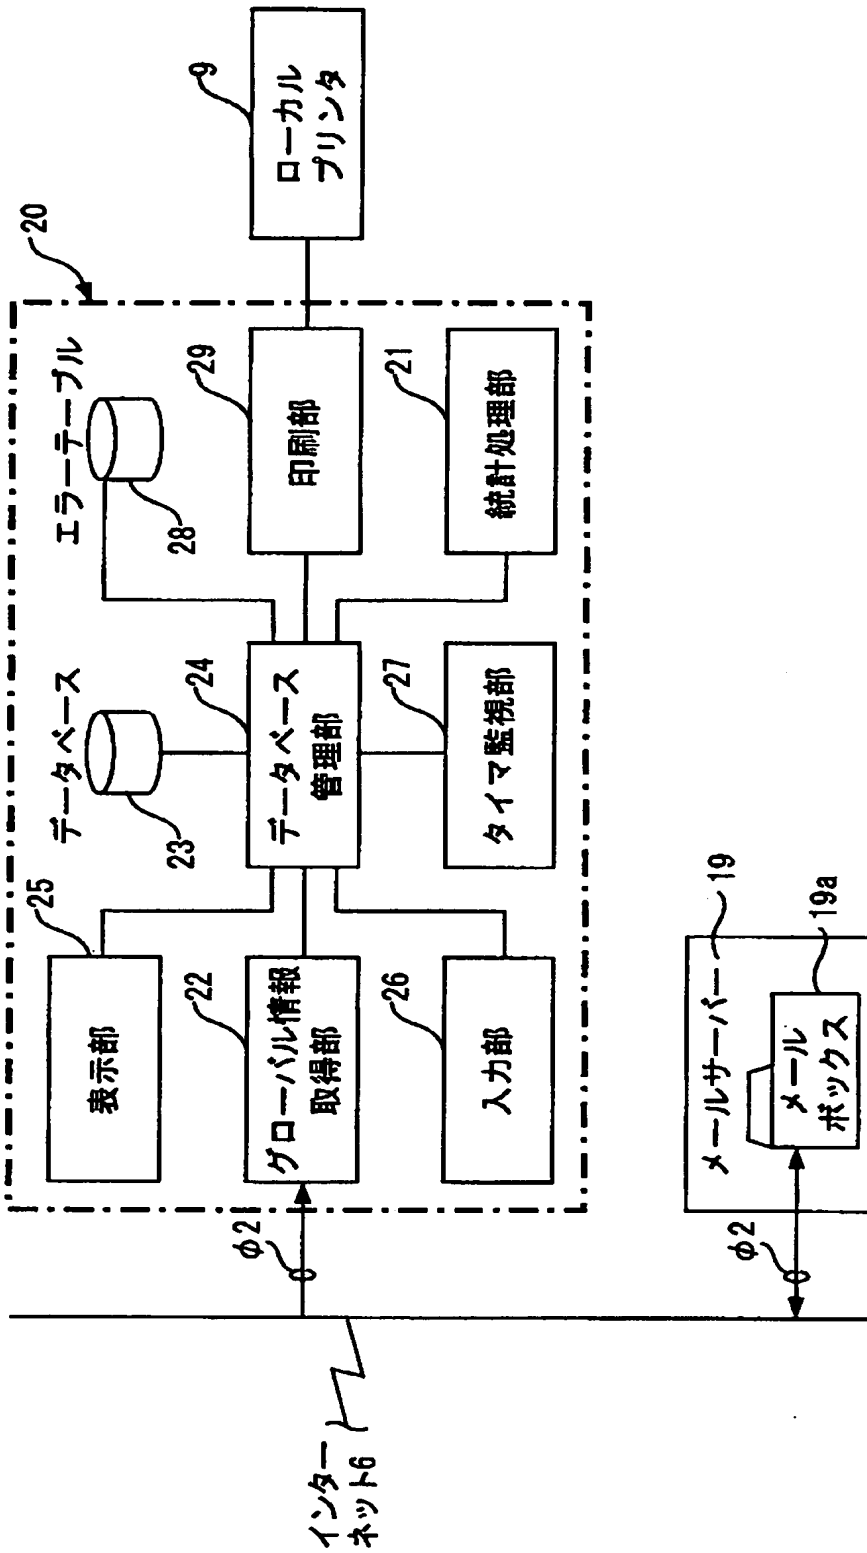 20
表示部
25
データベース
23
エラーテーブル
28
グローバル情報
取得部
22
データベース
管理部
24
印刷部
29
ローカル
プリンタ
9
入力部
26
タイマ監視部
27
統計処理部
21
φ2
インター
ネット6
メールサーバー
19
メール
ボックス
19a
φ2